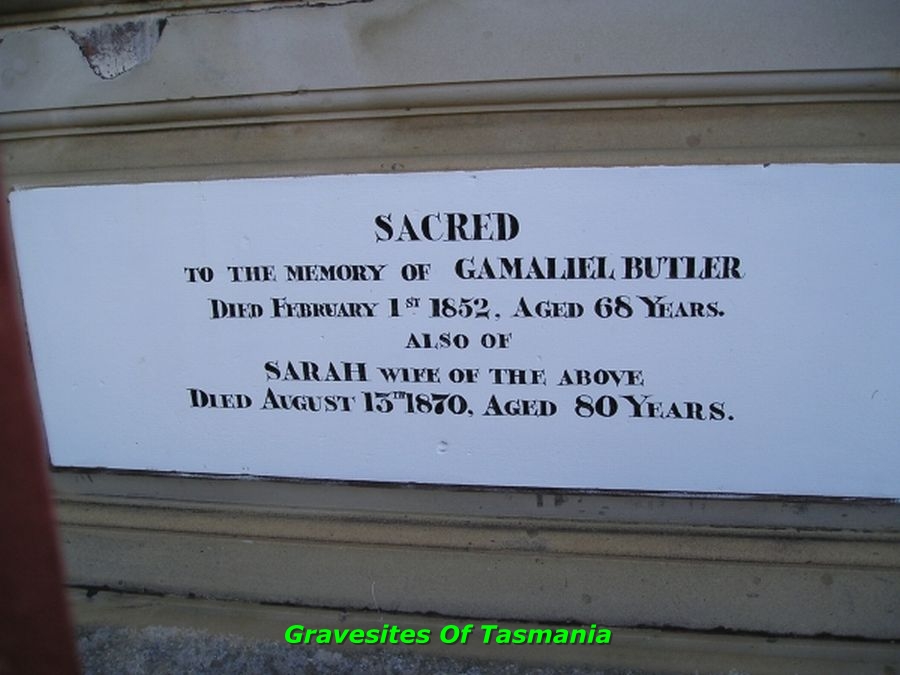 SACRED
TO THE MEMORY OF GAMALIEL BUTLER
DIED FEBRUARY 1ST 1852, AGED 68 YEARS.
ALSO OF
SARAH WIFE OF THE ABOVE
DIED AUGUST 13TH 1870, AGED 80 YEARS.
Gravesites Of Tasmania